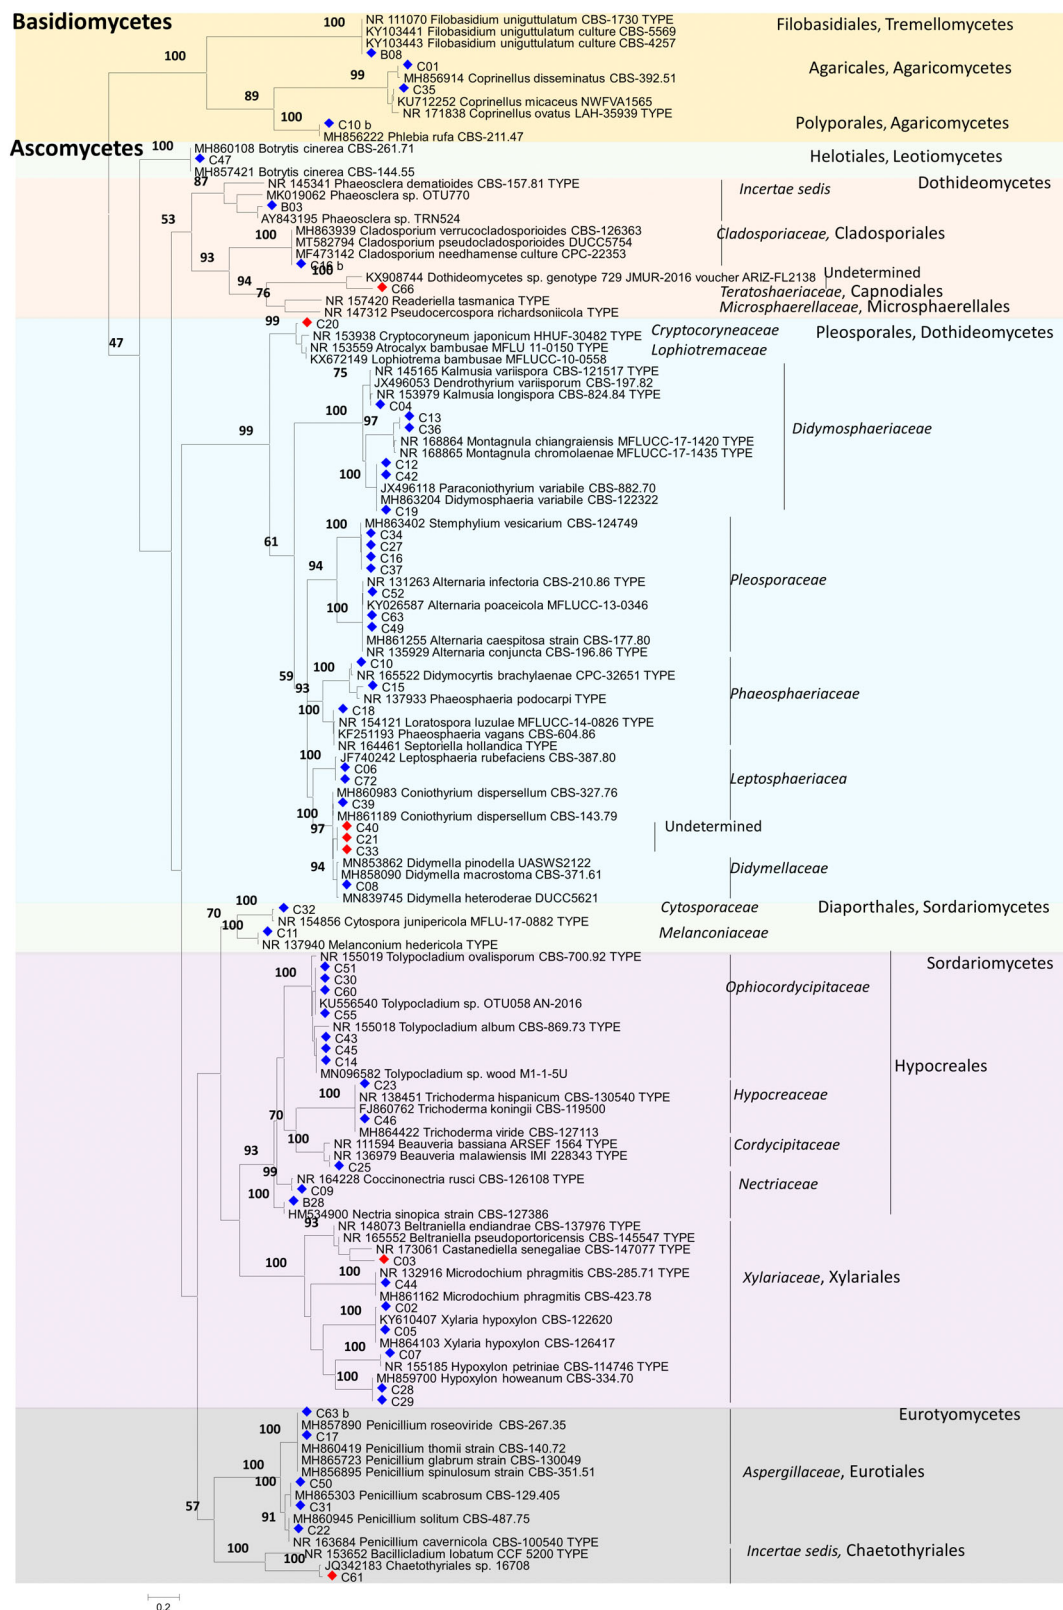 Basidiomycetes
100
NR 111070 Filobasidium uniguttulatum CBS-1730 TYPE
Filobasidiales, Tremellomycetes
KY103441 Filobasidium uniguttulatum culture CBS-5569
KY103443 Filobasidium uniguttulatum culture CBS-4257
B08
100
C01
99
MH856914 Coprinellus disseminatus CBS-392.51
Agaricales, Agaricomycetes
C35
89
KU712252 Coprinellus micaceus NWFVA1565
NR 171838 Coprinellus ovatus LAH-35939 TYPE
100
C10 b
Polyporales, Agaricomycetes
MH856222 Phlebia rufa CBS-211.47
Ascomycetes
100
MH860108 Botrytis cinerea CBS-261.71
C47
Helotiales, Leotiomycetes
MH857421 Botrytis cinerea CBS-144.55
87
NR 145341 Phaeosclera dematioides CBS-157.81 TYPE
Dothideomycetes
MK019062 Phaeosclera sp. OTU770
Incertae sedis
B03
53
AY843195 Phaeosclera sp. TRN524
100
MH863939 Cladosporium verrucocladosporioides CBS-126363
Cladosporiaceae, Cladosporiales
MT582794 Cladosporium pseudocladosporioides DUCC5754
93
MF473142 Cladosporium needhamense culture CPC-22353
C16 b
100
94
KX908744 Dothideomycetes sp. genotype 729 JMUR-2016 voucher ARIZ-FL2138
Undetermined
C66
76
Teratoshaeriaceae, Capnodiales
NR 157420 Readeriella tasmanica TYPE
Microsphaerellaceae, Microsphaerellales
NR 147312 Pseudocercospora richardsoniicola TYPE
99
C20
47
NR 153938 Cryptocoryneum japonicum HHUF-30482 TYPE
Cryptocoryneaceae
Pleosporales, Dothideomycetes
NR 153559 Atrocalyx bambusae MFLU 11-0150 TYPE
Lophiotremaceae
KX672149 Lophiotrema bambusae MFLUCC-10-0558
75
NR 145165 Kalmusia variispora CBS-121517 TYPE
JX496053 Dendrothyrium variisporum CBS-197.82
NR 153979 Kalmusia longispora CBS-824.84 TYPE
C04
100
97
C13
C36
99
Didymosphaeriaceae
NR 168864 Montagnula chiangraiensis MFLUCC-17-1420 TYPE
NR 168865 Montagnula chromolaenae MFLUCC-17-1435 TYPE
C12
100
C42
JX496118 Paraconiothyrium variabile CBS-882.70
MH863204 Didymosphaeria variabile CBS-122322
C19
100
MH863402 Stemphylium vesicarium CBS-124749
C34
61
C27
C16
94
C37
NR 131263 Alternaria infectoria CBS-210.86 TYPE
Pleosporaceae
C52
100
KY026587 Alternaria poaceicola MFLUCC-13-0346
C63
C49
MH861255 Alternaria caespitosa strain CBS-177.80
NR 135929 Alternaria conjuncta CBS-196.86 TYPE
100
C10
59
NR 165522 Didymocyrtis brachylaenae CPC-32651 TYPE
93
C15
Phaeosphaeriaceae
NR 137933 Phaeosphaeria podocarpi TYPE
100
C18
NR 154121 Loratospora luzulae MFLUCC-14-0826 TYPE
KF251193 Phaeosphaeria vagans CBS-604.86
NR 164461 Septoriella hollandica TYPE
100
JF740242 Leptosphaeria rubefaciens CBS-387.80
C06
C72
Leptosphaeriacea
MH860983 Coniothyrium dispersellum CBS-327.76
C39
100
MH861189 Coniothyrium dispersellum CBS-143.79
97
C40
Undetermined
C21
C33
94
MN853862 Didymella pinodella UASWS2122
Didymellaceae
MH858090 Didymella macrostoma CBS-371.61
C08
MN839745 Didymella heteroderae DUCC5621
100
C32
Cytosporaceae
Diaporthales, Sordariomycetes
70
NR 154856 Cytospora junipericola MFLU-17-0882 TYPE
100
C11
Melanconiaceae
NR 137940 Melanconium hedericola TYPE
NR 155019 Tolypocladium ovalisporum CBS-700.92 TYPE
Sordariomycetes
100
C51
C30
Ophiocordycipitaceae
C60
KU556540 Tolypocladium sp. OTU058 AN-2016
C55
NR 155018 Tolypocladium album CBS-869.73 TYPE
C43
C45
C14
Hypocreales
MN096582 Tolypocladium sp. wood M1-1-5U
C23
100
NR 138451 Trichoderma hispanicum CBS-130540 TYPE
Hypocreaceae
FJ860762 Trichoderma koningii CBS-119500
70
C46
MH864422 Trichoderma viride CBS-127113
100
NR 111594 Beauveria bassiana ARSEF 1564 TYPE
Cordycipitaceae
93
NR 136979 Beauveria malawiensis IMI 228343 TYPE
C25
99
NR 164228 Coccinonectria rusci CBS-126108 TYPE
Nectriaceae
100
C09
B28
HM534900 Nectria sinopica strain CBS-127386
93
NR 148073 Beltraniella endiandrae CBS-137976 TYPE
NR 165552 Beltraniella pseudoportoricensis CBS-145547 TYPE
NR 173061 Castanediella senegaliae CBS-147077 TYPE
100
C03
100
NR 132916 Microdochium phragmitis CBS-285.71 TYPE
Xylariaceae, Xylariales
C44
MH861162 Microdochium phragmitis CBS-423.78
100
C02
KY610407 Xylaria hypoxylon CBS-122620
C05
100
MH864103 Xylaria hypoxylon CBS-126417
C07
NR 155185 Hypoxylon petriniae CBS-114746 TYPE
100
MH859700 Hypoxylon howeanum CBS-334.70
C28
C29
C63 b
Eurotyomycetes
100
MH857890 Penicillium roseoviride CBS-267.35
C17
MH860419 Penicillium thomii strain CBS-140.72
100
MH865723 Penicillium glabrum strain CBS-130049
MH856895 Penicillium spinulosum strain CBS-351.51
Aspergillaceae, Eurotiales
100
C50
MH865303 Penicillium scabrosum CBS-129.405
57
C31
91
MH860945 Penicillium solitum CBS-487.75
C22
NR 163684 Penicillium cavernicola CBS-100540 TYPE
100
100
NR 153652 Bacillicladium lobatum CCF 5200 TYPE
Incertae sedis, Chaetothyriales
JQ342183 Chaetothyriales sp. 16708
C61
0.2